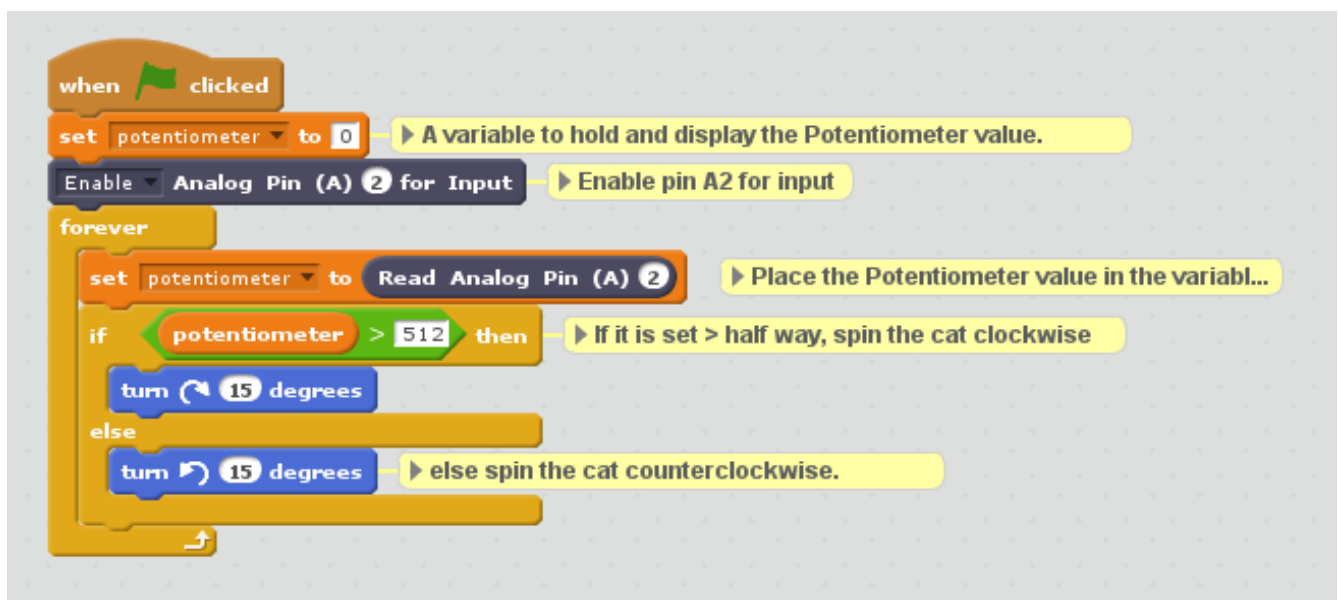 when clicked
set potentiometer to 0 A variable to hold and display the Potentiometer value.
Enable Analog Pin (A) 2 for Input Enable pin A2 for input
forever
set potentiometer to Read Analog Pin (A) 2 Place the Potentiometer value in the variabl...
if potentiometer > 512 then If it is set > half way, spin the cat clockwise
turn 15 degrees
else
turn 15 degrees else spin the cat counterclockwise.